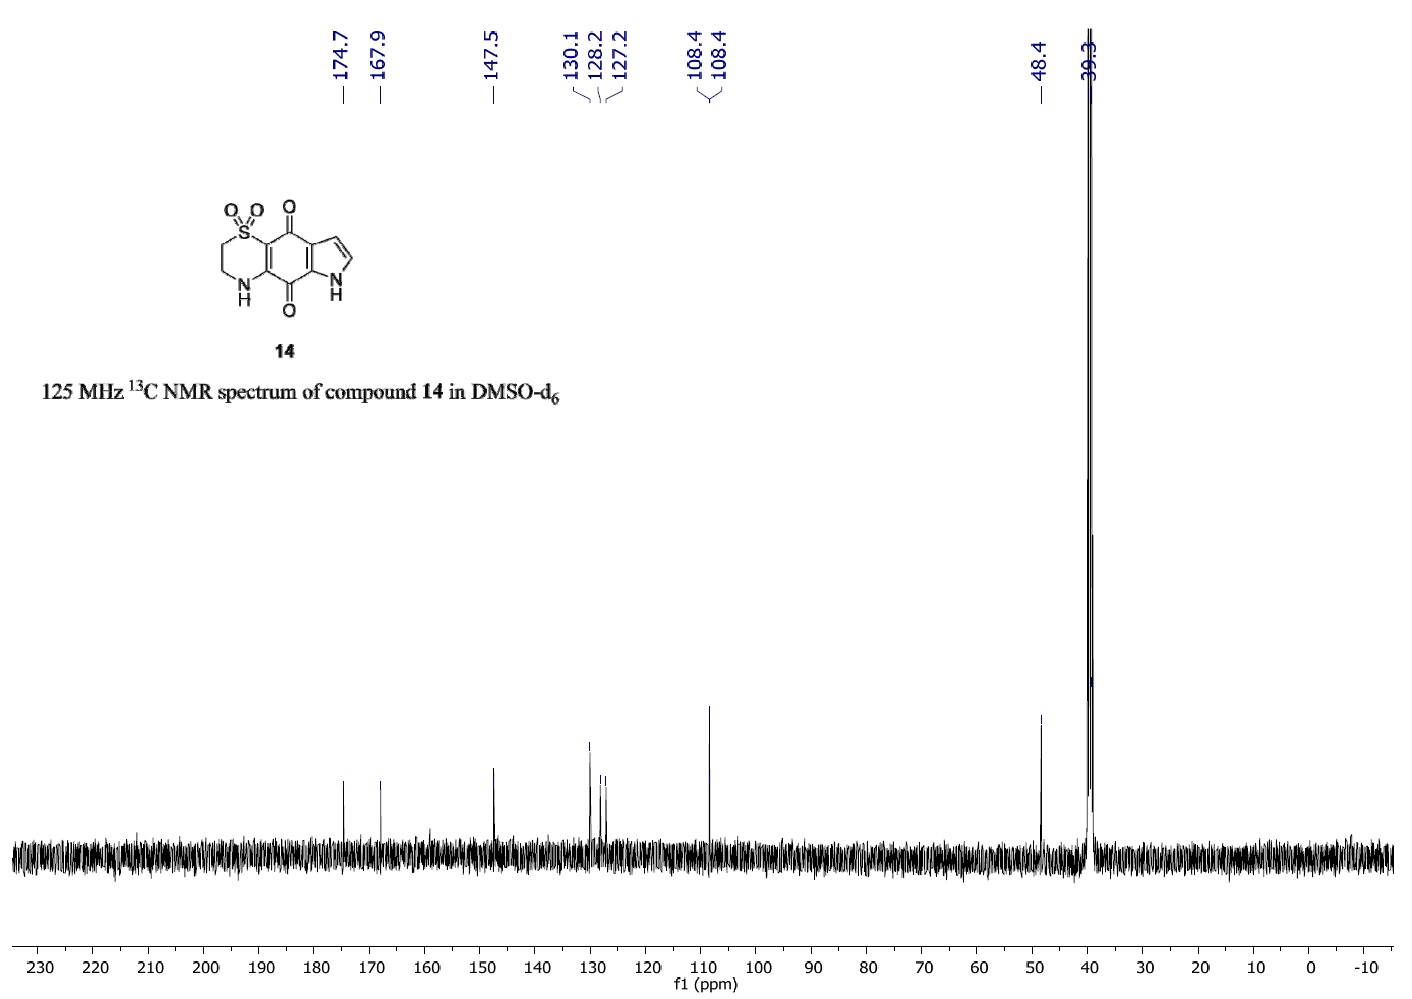 174.7
167.9
147.5
130.1
128.2
127.2
108.4
108.4
48.4
39.3
O O O
S
N
H
N
H
O
14
125 MHz ¹³C NMR spectrum of compound 14 in DMSO-d₆
230 220 210 200 190 180 170 160 150 140 130 120 110 100 90 80 70 60 50 40 30 20 10 0 -10
f1 (ppm)